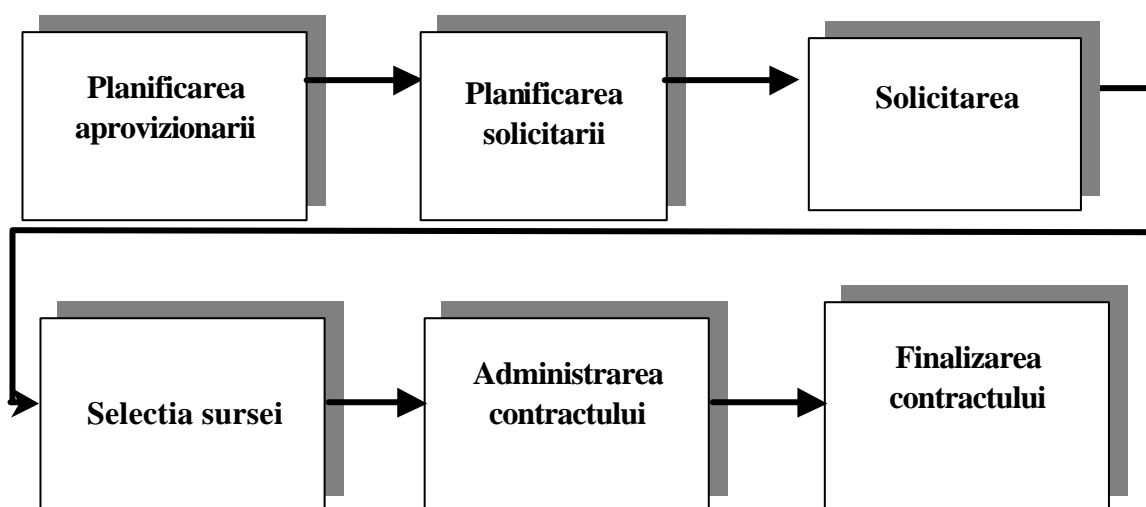 Planificarea
aprovizionarii
Planificarea
solicitarii
Solicitarea
Selectia sursei
Administrarea
contractului
Finalizarea
contractului